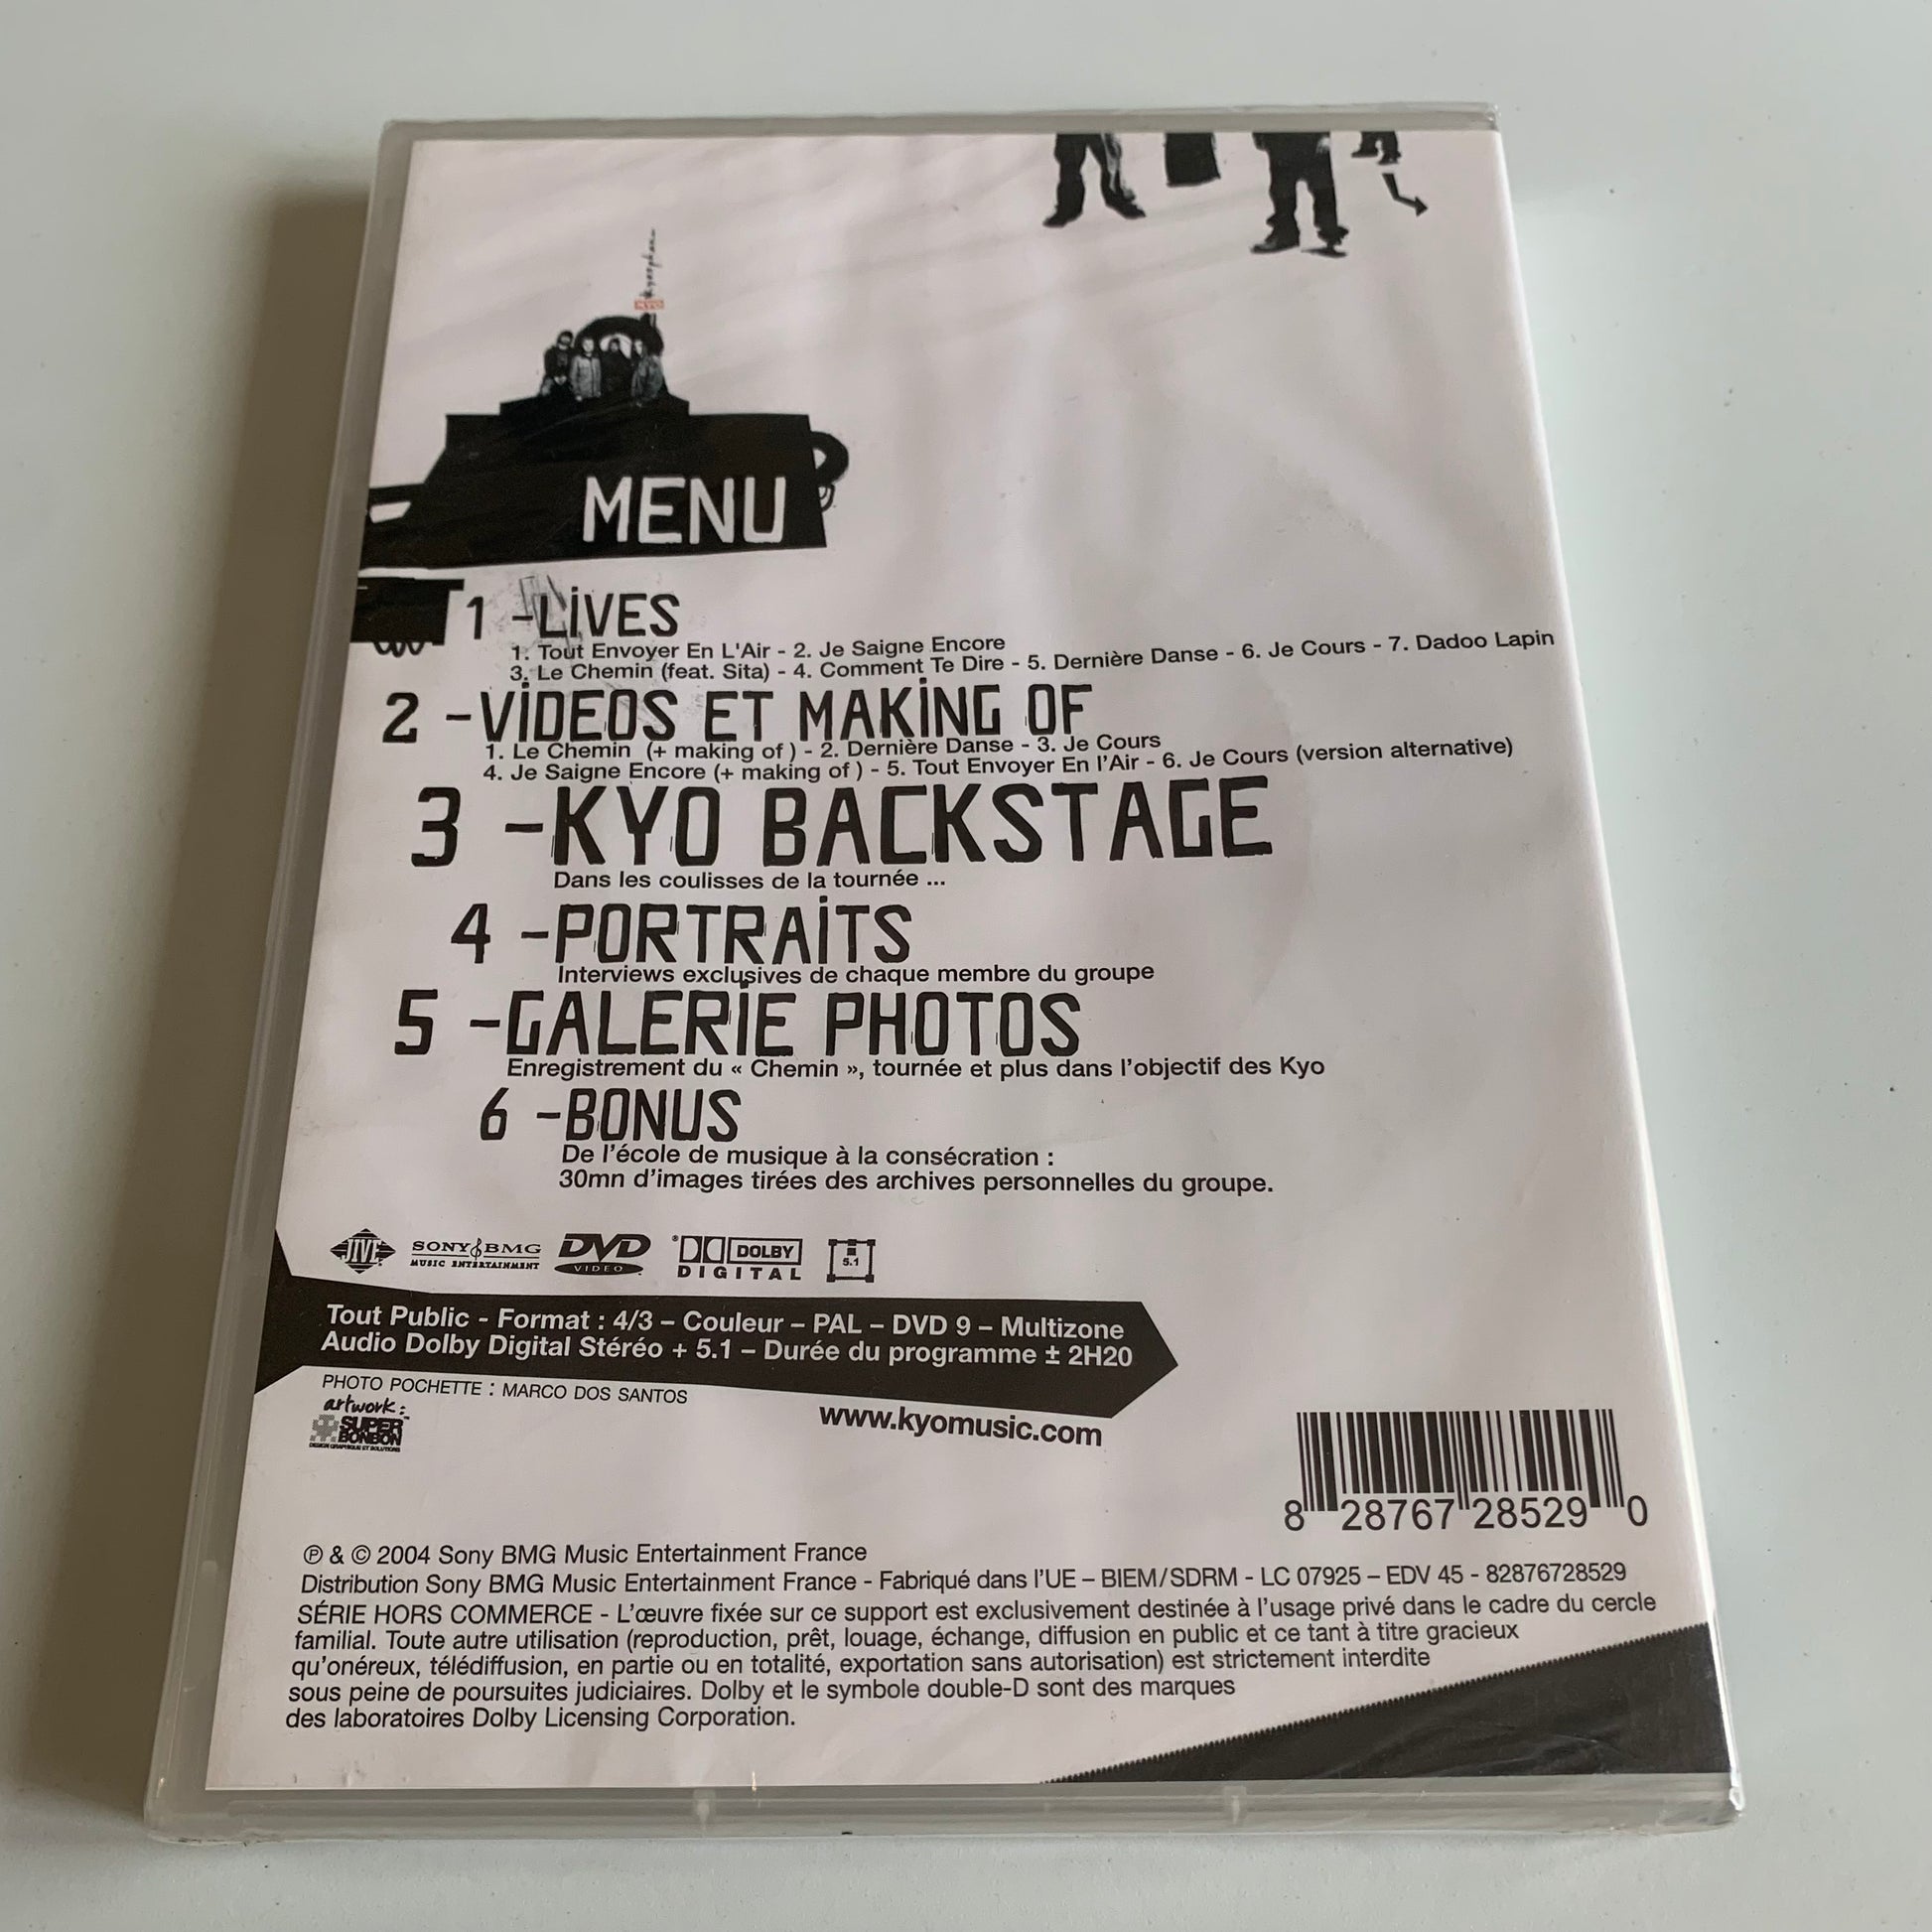 KYO
MENU
1 -LiVES
1. Tout Envoyer En L'Air - 2. Je Saigne Encore
3. Le Chemin (feat. Sita) - 4. Comment Te Dire - 5. Dernière Danse - 6. Je Cours - 7. Dadoo Lapin
2 -ViDEOS ET MAKiNG OF
1. Le Chemin (+ making of ) - 2. Dernière Danse - 3. Je Cours
4. Je Saigne Encore (+ making of ) - 5. Tout Envoyer En l'Air - 6. Je Cours (version alternative)
3 -KYO BACKSTAGE
Dans les coulisses de la tournée ...
4 -PORTRAiTS
Interviews exclusives de chaque membre du groupe
5 -GALERiE PHOTOS
Enregistrement du « Chemin », tournée et plus dans l'objectif des Kyo
6 -BONUS
De l'école de musique à la consécration :
30mn d'images tirées des archives personnelles du groupe.
JIVE SONY BMG MUSIC ENTERTAINMENT DVD VIDEO DOLBY DIGITAL 5.1
Tout Public - Format : 4/3 – Couleur – PAL – DVD 9 – Multizone
Audio Dolby Digital Stéréo + 5.1 – Durée du programme ± 2H20
PHOTO POCHETTE : MARCO DOS SANTOS
artwork :
SUPER
BONBON
DESIGN GRAPHIQUE ET SOLUTIONS
www.kyomusic.com
8 28767 28529 0
℗ & © 2004 Sony BMG Music Entertainment France
Distribution Sony BMG Music Entertainment France - Fabriqué dans l'UE – BIEM/SDRM - LC 07925 – EDV 45 - 82876728529
SÉRIE HORS COMMERCE - L'œuvre fixée sur ce support est exclusivement destinée à l'usage privé dans le cadre du cercle
familial. Toute autre utilisation (reproduction, prêt, louage, échange, diffusion en public et ce tant à titre gracieux
qu'onéreux, télédiffusion, en partie ou en totalité, exportation sans autorisation) est strictement interdite
sous peine de poursuites judiciaires. Dolby et le symbole double-D sont des marques
des laboratoires Dolby Licensing Corporation.